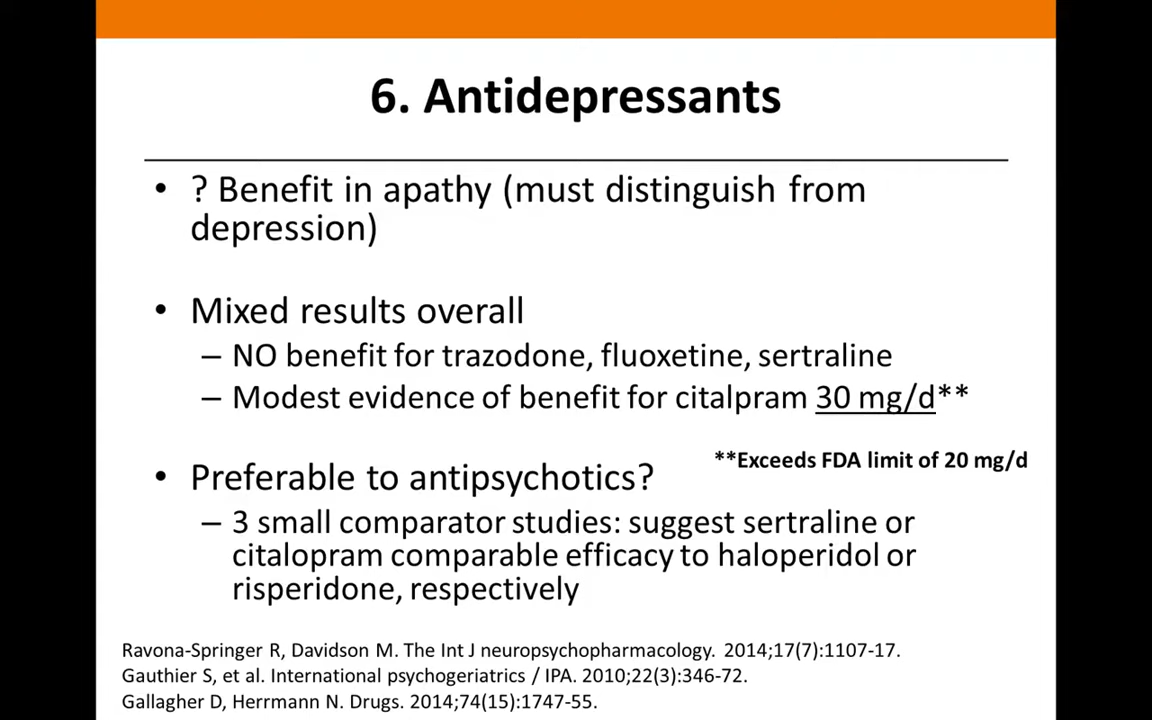 6. Antidepressants
• ? Benefit in apathy (must distinguish from
depression)
• Mixed results overall
– NO benefit for trazodone, fluoxetine, sertraline
– Modest evidence of benefit for citalpram 30 mg/d**
**Exceeds FDA limit of 20 mg/d
• Preferable to antipsychotics?
– 3 small comparator studies: suggest sertraline or
citalopram comparable efficacy to haloperidol or
risperidone, respectively
Ravona-Springer R, Davidson M. The Int J neuropsychopharmacology. 2014;17(7):1107-17.
Gauthier S, et al. International psychogeriatrics / IPA. 2010;22(3):346-72.
Gallagher D, Herrmann N. Drugs. 2014;74(15):1747-55.